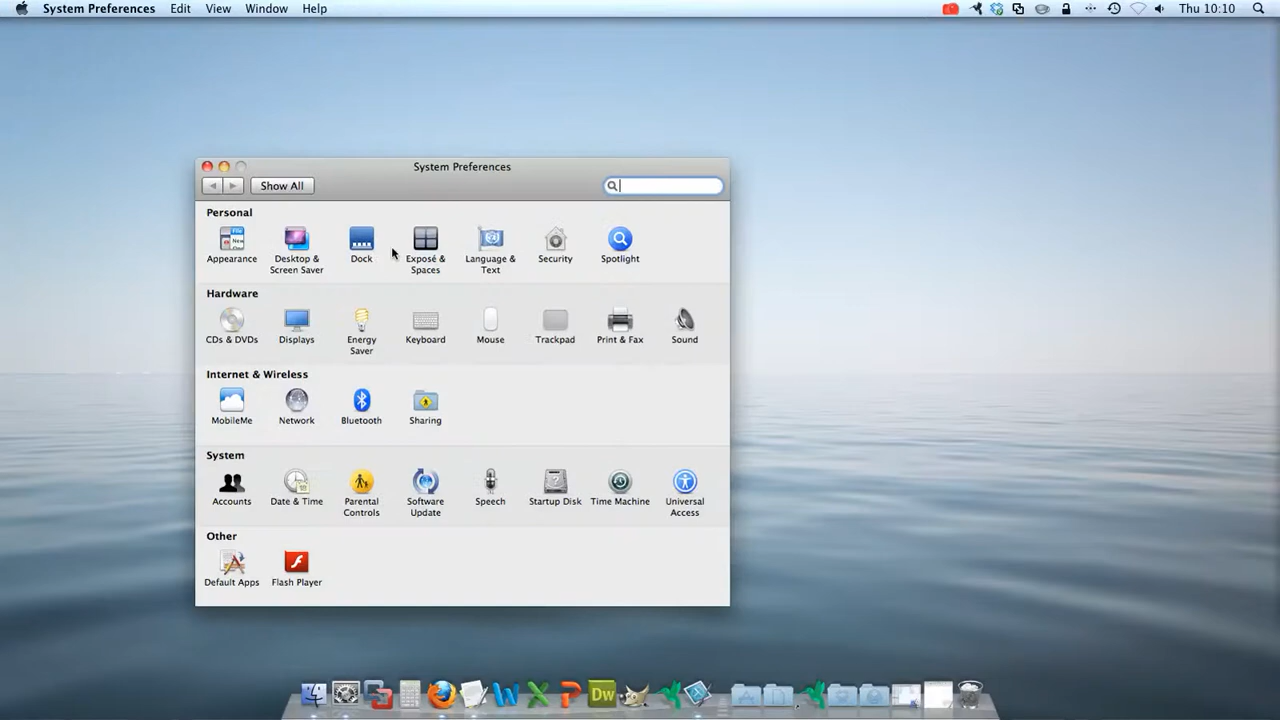 System Preferences Edit View Window Help Thu 10:10
System Preferences
Show All
Personal
Appearance
Desktop &
Screen Saver
Dock
Exposé &
Spaces
Language &
Text
Security
Spotlight
Hardware
CDs & DVDs
Displays
Energy
Saver
Keyboard
Mouse
Trackpad
Print & Fax
Sound
Internet & Wireless
MobileMe
Network
Bluetooth
Sharing
System
Accounts
Date & Time
Parental
Controls
Software
Update
Speech
Startup Disk
Time Machine
Universal
Access
Other
Default Apps
Flash Player
Dw